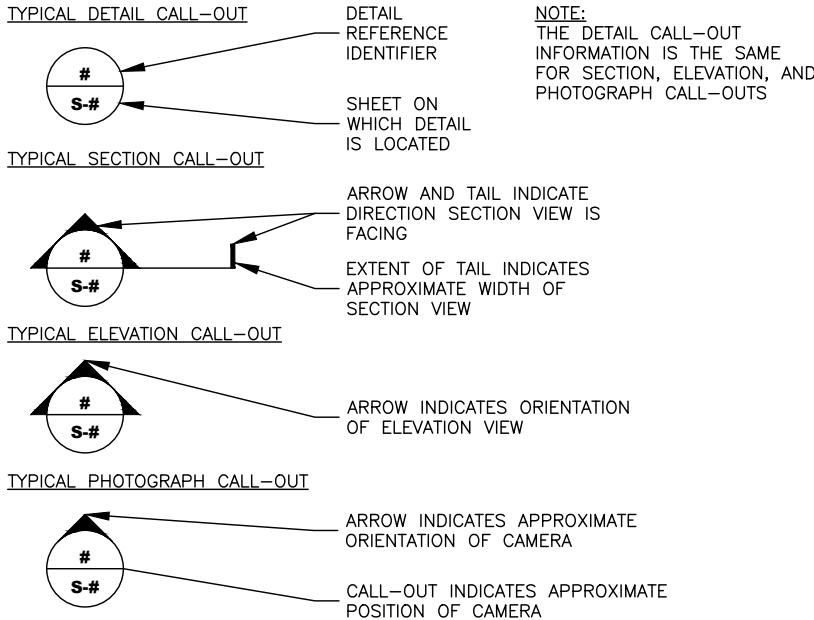 TYPICAL DETAIL CALL-OUT
#
S-#
DETAIL
REFERENCE
IDENTIFIER
SHEET ON
WHICH DETAIL
IS LOCATED
NOTE:
THE DETAIL CALL-OUT
INFORMATION IS THE SAME
FOR SECTION, ELEVATION, AND
PHOTOGRAPH CALL-OUTS
TYPICAL SECTION CALL-OUT
#
S-#
ARROW AND TAIL INDICATE
DIRECTION SECTION VIEW IS
FACING
EXTENT OF TAIL INDICATES
APPROXIMATE WIDTH OF
SECTION VIEW
TYPICAL ELEVATION CALL-OUT
#
S-#
ARROW INDICATES ORIENTATION
OF ELEVATION VIEW
TYPICAL PHOTOGRAPH CALL-OUT
#
S-#
ARROW INDICATES APPROXIMATE
ORIENTATION OF CAMERA
CALL-OUT INDICATES APPROXIMATE
POSITION OF CAMERA